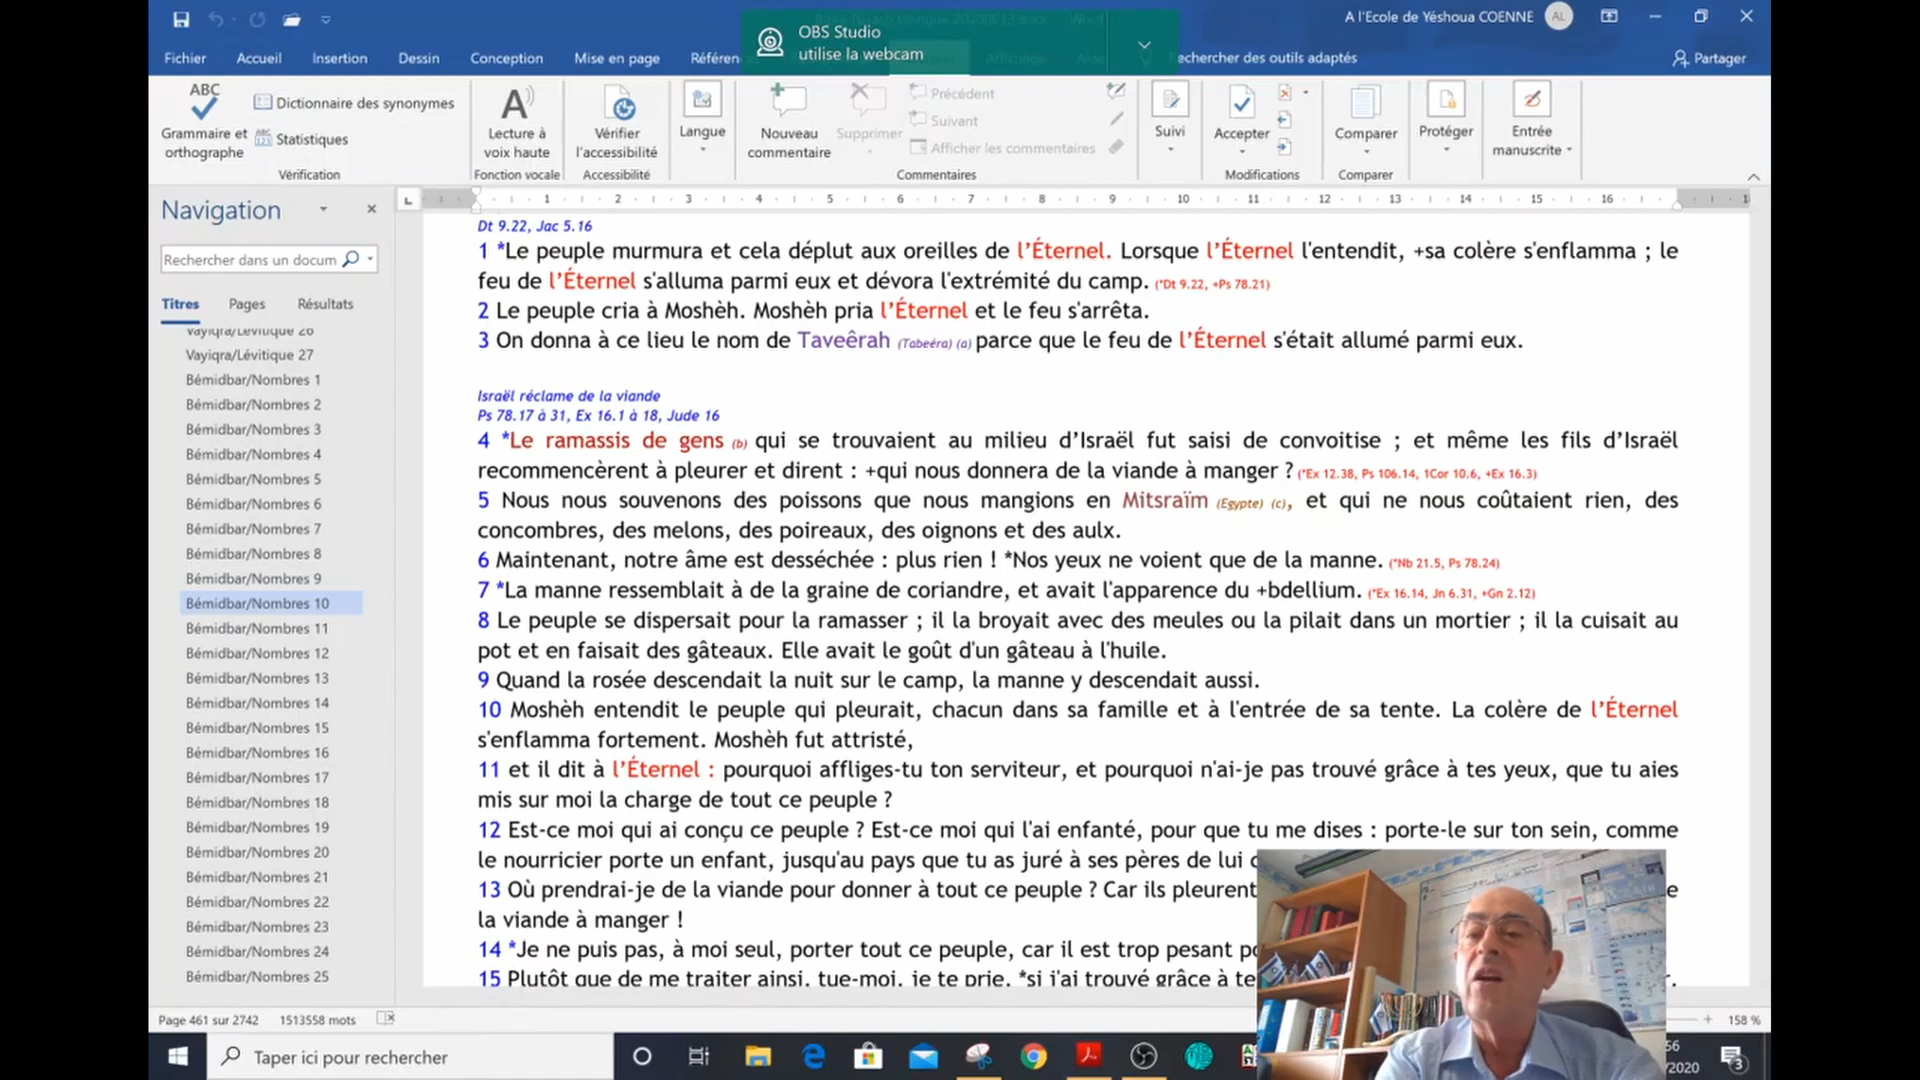 A l'Ecole de Yéshoua COENNE AL
OBS Studio
utilise la webcam
Fichier Accueil Insertion Dessin Conception Mise en page Référen Rechercher des outils adaptés Partager
ABC
Grammaire et
orthographe
Dictionnaire des synonymes
ABC
123 Statistiques
Vérification
A
Lecture à
voix haute
Fonction vocale
Vérifier
l'accessibilité
Accessibilité
Langue
Nouveau
commentaire
Supprimer
Précédent
Suivant
Afficher les commentaires
Commentaires
Suivi
Accepter
Modifications
Comparer
Comparer
Protéger
Entrée
manuscrite
1 2 3 4 5 6 7 8 9 10 11 12 13 14 15 16
Navigation
Rechercher dans un docum
Titres Pages Résultats
Vayiqra/Lévitique 26
Vayiqra/Lévitique 27
Bémidbar/Nombres 1
Bémidbar/Nombres 2
Bémidbar/Nombres 3
Bémidbar/Nombres 4
Bémidbar/Nombres 5
Bémidbar/Nombres 6
Bémidbar/Nombres 7
Bémidbar/Nombres 8
Bémidbar/Nombres 9
Bémidbar/Nombres 10
Bémidbar/Nombres 11
Bémidbar/Nombres 12
Bémidbar/Nombres 13
Bémidbar/Nombres 14
Bémidbar/Nombres 15
Bémidbar/Nombres 16
Bémidbar/Nombres 17
Bémidbar/Nombres 18
Bémidbar/Nombres 19
Bémidbar/Nombres 20
Bémidbar/Nombres 21
Bémidbar/Nombres 22
Bémidbar/Nombres 23
Bémidbar/Nombres 24
Bémidbar/Nombres 25
Dt 9.22, Jac 5.16
1 *Le peuple murmura et cela déplut aux oreilles de l’Éternel. Lorsque l’Éternel l'entendit, +sa colère s'enflamma ; le
feu de l’Éternel s'alluma parmi eux et dévora l'extrémité du camp. (*Dt 9.22, +Ps 78.21)
2 Le peuple cria à Moshèh. Moshèh pria l’Éternel et le feu s'arrêta.
3 On donna à ce lieu le nom de Taveêrah (Tabeéra) (a) parce que le feu de l’Éternel s'était allumé parmi eux.
Israël réclame de la viande
Ps 78.17 à 31, Ex 16.1 à 18, Jude 16
4 *Le ramassis de gens (b) qui se trouvaient au milieu d’Israël fut saisi de convoitise ; et même les fils d’Israël
recommencèrent à pleurer et dirent : +qui nous donnera de la viande à manger ? (*Ex 12.38, Ps 106.14, 1Cor 10.6, +Ex 16.3)
5 Nous nous souvenons des poissons que nous mangions en Mitsraïm (Egypte) (c), et qui ne nous coûtaient rien, des
concombres, des melons, des poireaux, des oignons et des aulx.
6 Maintenant, notre âme est desséchée : plus rien ! *Nos yeux ne voient que de la manne. (*Nb 21.5, Ps 78.24)
7 *La manne ressemblait à de la graine de coriandre, et avait l'apparence du +bdellium. (*Ex 16.14, Jn 6.31, +Gn 2.12)
8 Le peuple se dispersait pour la ramasser ; il la broyait avec des meules ou la pilait dans un mortier ; il la cuisait au
pot et en faisait des gâteaux. Elle avait le goût d'un gâteau à l'huile.
9 Quand la rosée descendait la nuit sur le camp, la manne y descendait aussi.
10 Moshèh entendit le peuple qui pleurait, chacun dans sa famille et à l'entrée de sa tente. La colère de l’Éternel
s'enflamma fortement. Moshèh fut attristé,
11 et il dit à l’Éternel : pourquoi affliges-tu ton serviteur, et pourquoi n'ai-je pas trouvé grâce à tes yeux, que tu aies
mis sur moi la charge de tout ce peuple ?
12 Est-ce moi qui ai conçu ce peuple ? Est-ce moi qui l'ai enfanté, pour que tu me dises : porte-le sur ton sein, comme
le nourricier porte un enfant, jusqu'au pays que tu as juré à ses pères de lui
13 Où prendrai-je de la viande pour donner à tout ce peuple ? Car ils pleurent
la viande à manger !
14 *Je ne puis pas, à moi seul, porter tout ce peuple, car il est trop pesant
15 Plutôt que de me traiter ainsi, tue-moi, je te prie, *si j'ai trouvé grâce à
Page 461 sur 2742 1513558 mots 158 %
Taper ici pour rechercher
56
/2020
3